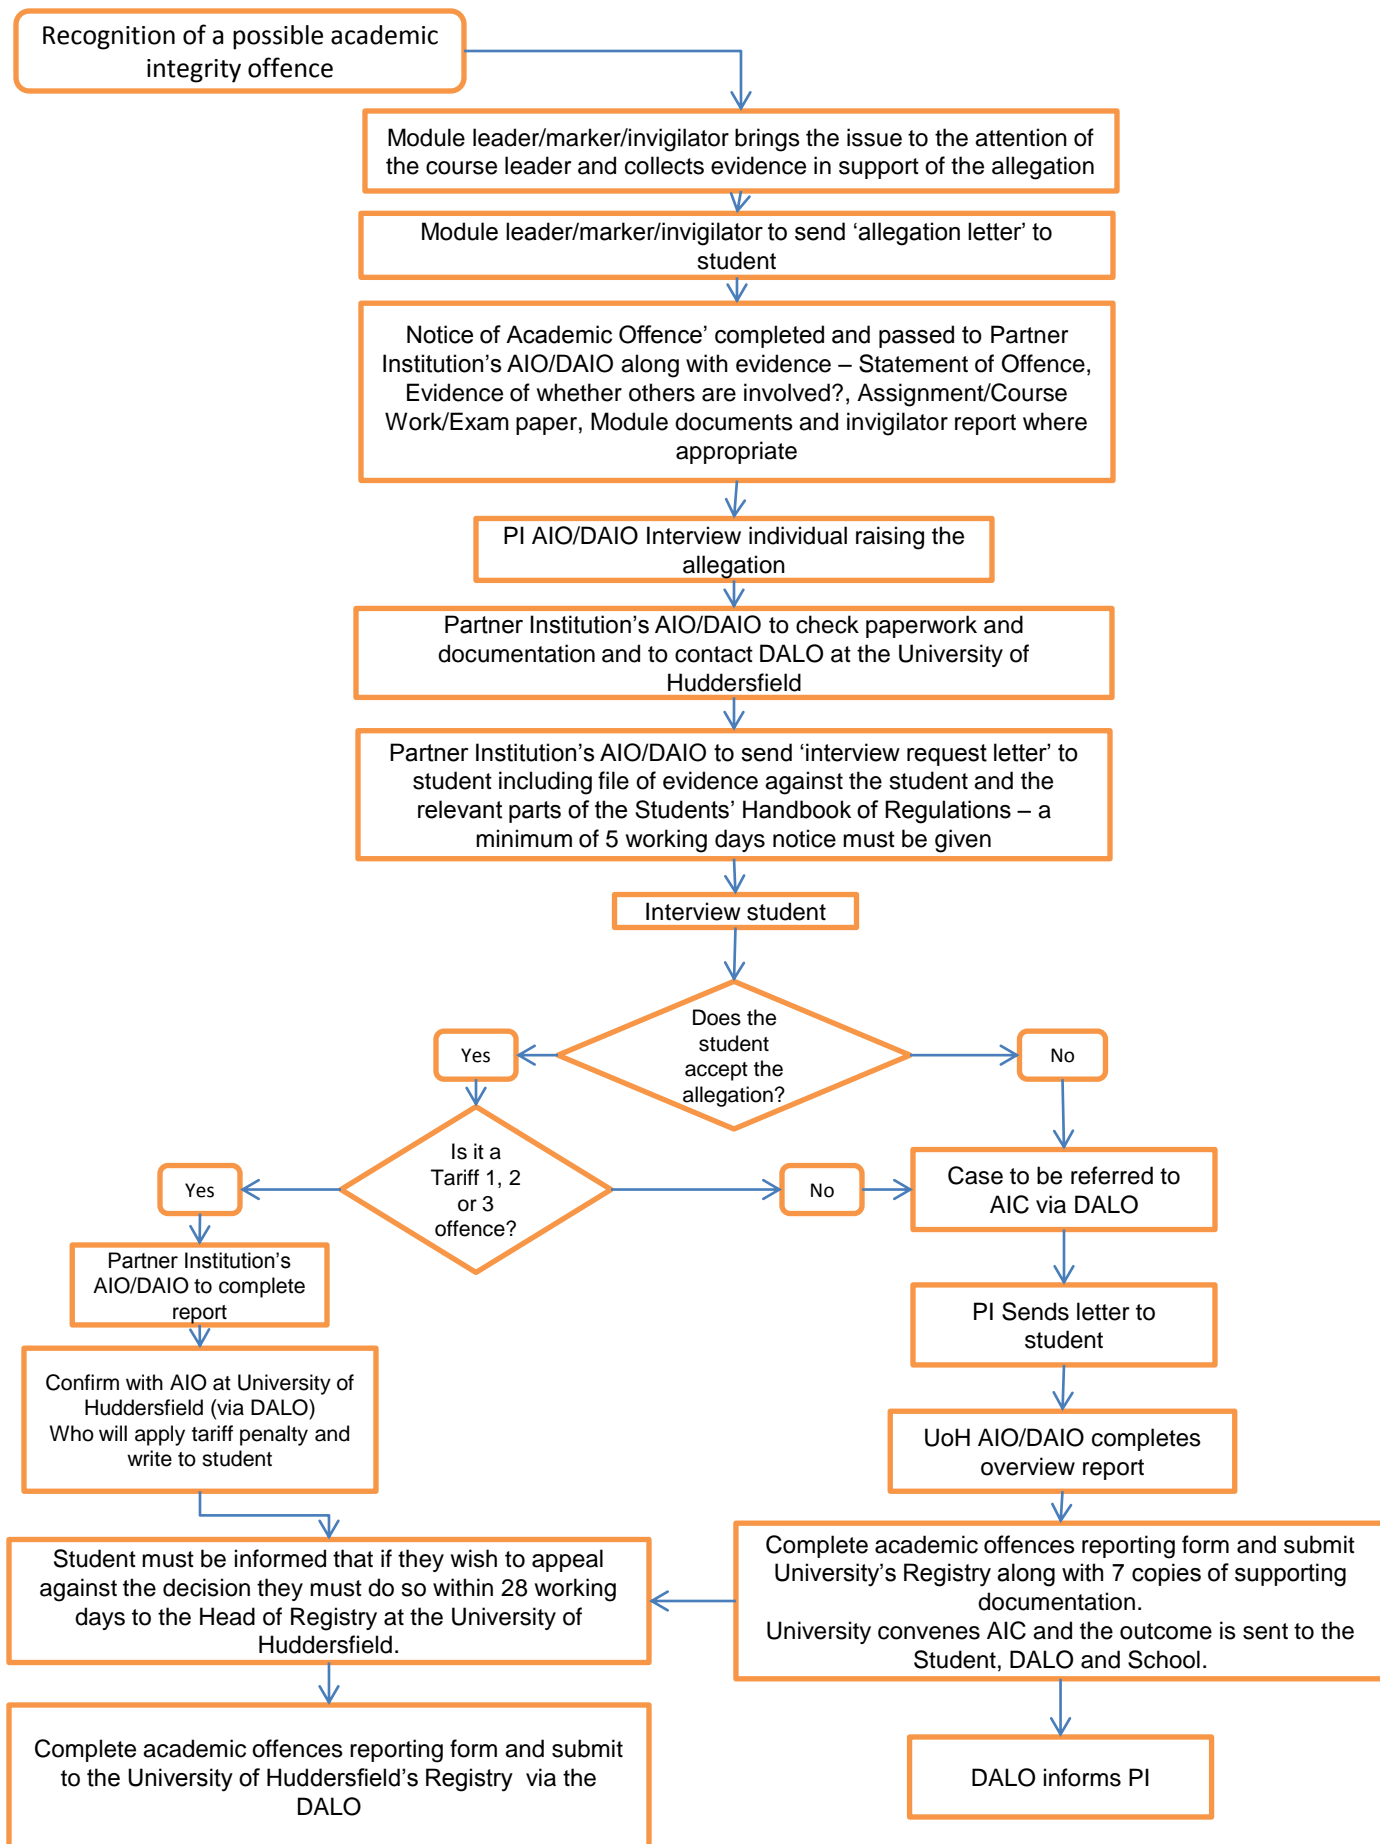 Recognition of a possible academic
integrity offence
Module leader/marker/invigilator brings the issue to the attention of
the course leader and collects evidence in support of the allegation
Module leader/marker/invigilator to send ‘allegation letter’ to
student
Notice of Academic Offence’ completed and passed to Partner
Institution’s AIO/DAIO along with evidence – Statement of Offence,
Evidence of whether others are involved?, Assignment/Course
Work/Exam paper, Module documents and invigilator report where
appropriate
PI AIO/DAIO Interview individual raising the
allegation
Partner Institution’s AIO/DAIO to check paperwork and
documentation and to contact DALO at the University of
Huddersfield
Partner Institution’s AIO/DAIO to send ‘interview request letter’ to
student including file of evidence against the student and the
relevant parts of the Students’ Handbook of Regulations – a
minimum of 5 working days notice must be given
Interview student
Does the
student
accept the
allegation?
Yes
No
Is it a
Tariff 1, 2
or 3
offence?
Yes
No
Case to be referred to
AIC via DALO
Partner Institution’s
AIO/DAIO to complete
report
PI Sends letter to
student
Confirm with AIO at University of
Huddersfield (via DALO)
Who will apply tariff penalty and
write to student
UoH AIO/DAIO completes
overview report
Student must be informed that if they wish to appeal
against the decision they must do so within 28 working
days to the Head of Registry at the University of
Huddersfield.
Complete academic offences reporting form and submit
University’s Registry along with 7 copies of supporting
documentation.
University convenes AIC and the outcome is sent to the
Student, DALO and School.
Complete academic offences reporting form and submit
to the University of Huddersfield’s Registry via the
DALO
DALO informs PI